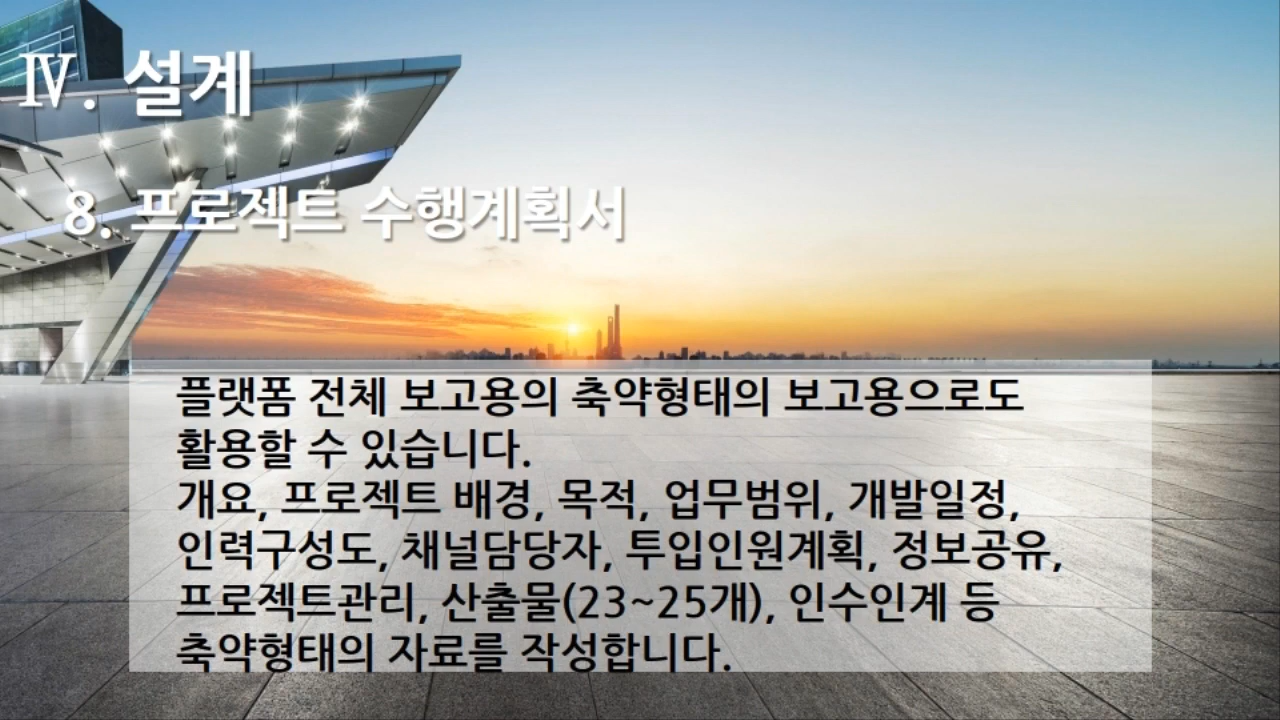 Ⅳ. 설계
8. 프로젝트 수행계획서
플랫폼 전체 보고용의 축약형태의 보고용으로도
활용할 수 있습니다.
개요, 프로젝트 배경, 목적, 업무범위, 개발일정,
인력구성도, 채널담당자, 투입인원계획, 정보공유,
프로젝트관리, 산출물(23~25개), 인수인계 등
축약형태의 자료를 작성합니다.